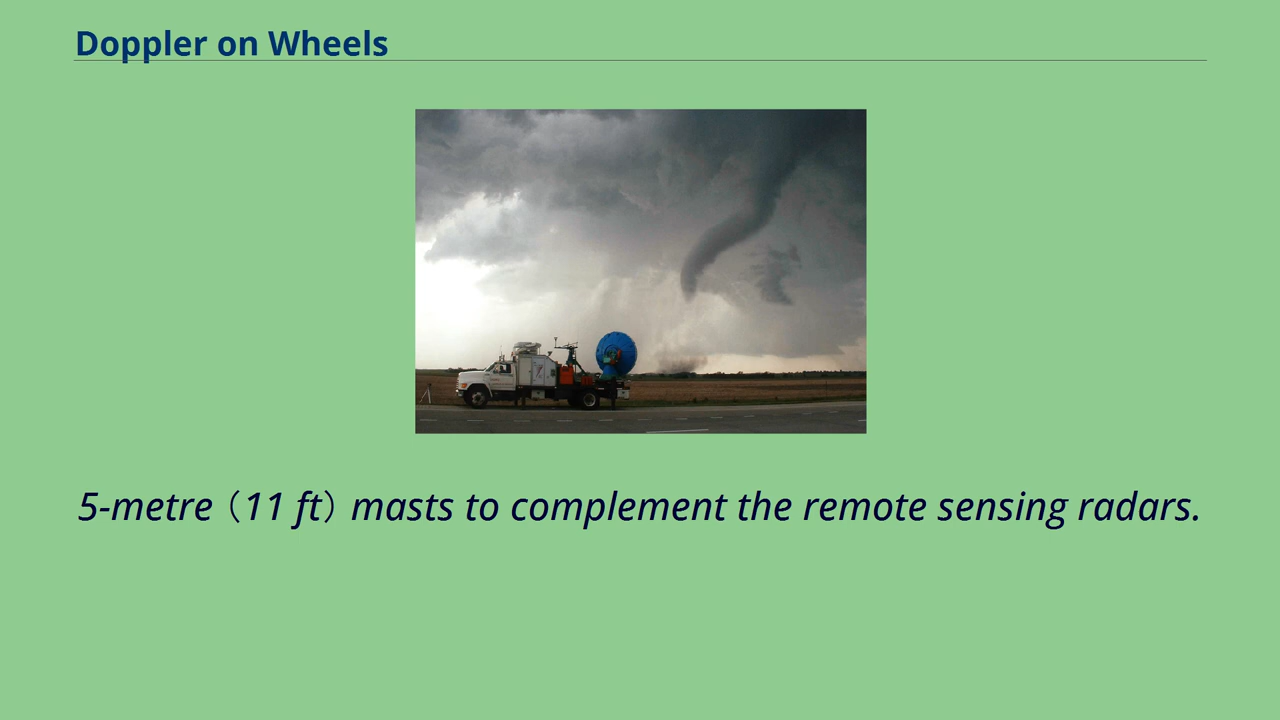 Doppler on Wheels
5-metre (11 ft) masts to complement the remote sensing radars.